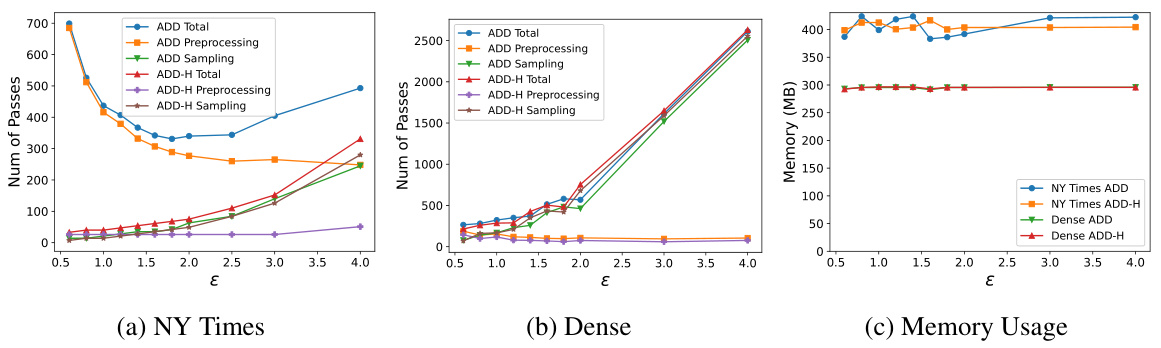 700
600
500
400
300
200
100
0
Num of Passes
ADD Total
ADD Preprocessing
ADD Sampling
ADD-H Total
ADD-H Preprocessing
ADD-H Sampling
0.5 1.0 1.5 2.0 2.5 3.0 3.5 4.0
ε
(a) NY Times
2500
2000
1500
1000
500
0
Num of Passes
ADD Total
ADD Preprocessing
ADD Sampling
ADD-H Total
ADD-H Preprocessing
ADD-H Sampling
0.5 1.0 1.5 2.0 2.5 3.0 3.5 4.0
ε
(b) Dense
400
350
300
250
200
150
100
50
0
Memory (MB)
NY Times ADD
NY Times ADD-H
Dense ADD
Dense ADD-H
0.5 1.0 1.5 2.0 2.5 3.0 3.5 4.0
ε
(c) Memory Usage